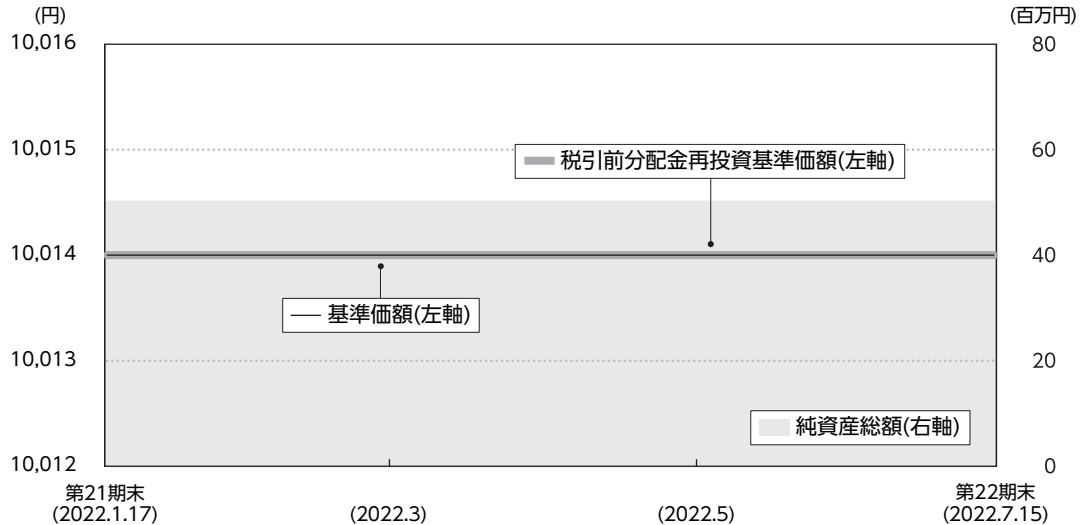 (円)
(百万円)
10,016
80
10,015
60
税引前分配金再投資基準価額(左軸)
10,014
40
基準価額(左軸)
10,013
20
純資産総額(右軸)
10,012
0
第21期末
(2022.1.17)
(2022.3)
(2022.5)
第22期末
(2022.7.15)